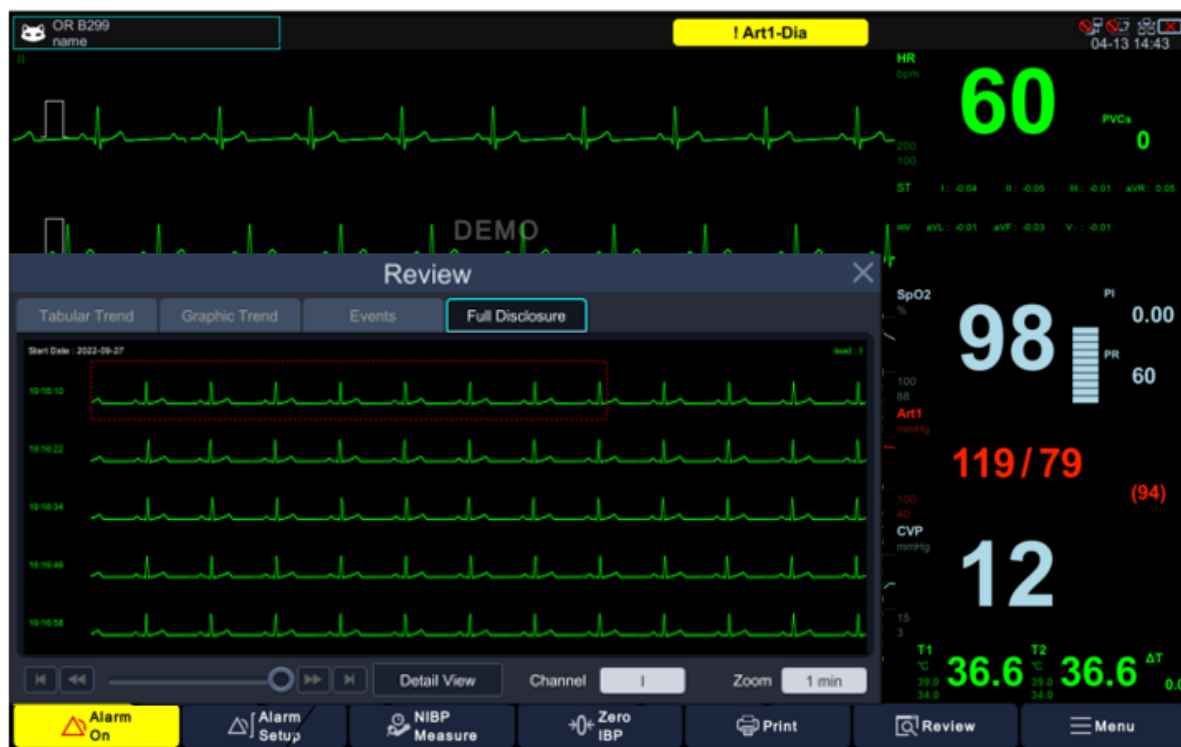 OR B299
name
! Art1-Dia
04-13 14:43
II
HR
bpm
60
PVCs
0
200
100
ST I : -0.04 II : -0.05 III : -0.01 aVR : 0.05
mV aVL : -0.01 aVF : -0.03 V : -0.01
DEMO
Review
Tabular Trend Graphic Trend Events Full Disclosure
Start Date : 2022-09-27
lead : I
19:16:10
19:16:22
19:16:34
19:16:46
19:16:58
Detail View Channel I Zoom 1 min
SpO2
%
98
PI
0.00
PR
60
100
88
Art1
mmHg
119 / 79
(94)
100
40
CVP
mmHg
12
15
3
T1
°C
36.6
39.0
34.0
T2
°C
36.6
39.0
34.0
ΔT
Alarm On
Alarm Setup
NIBP Measure
Zero IBP
Print
Review
Menu